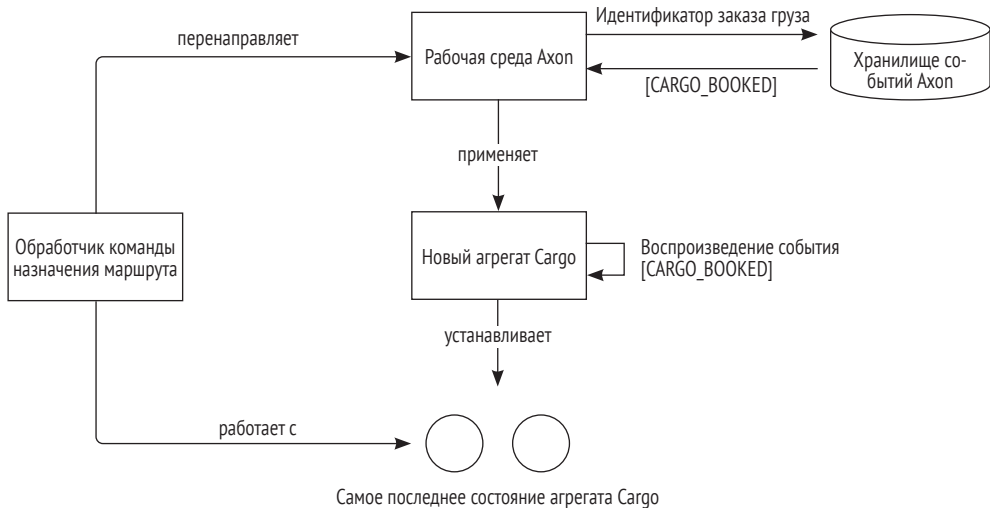 Идентификатор заказа груза
перенаправляет
Рабочая среда Axon
Хранилище со-
бытий Axon
[CARGO_BOOKED]
применяет
Обработчик команды
назначения маршрута
Новый агрегат Cargo
Воспроизведение события
[CARGO_BOOKED]
устанавливает
работает с
Самое последнее состояние агрегата Cargo